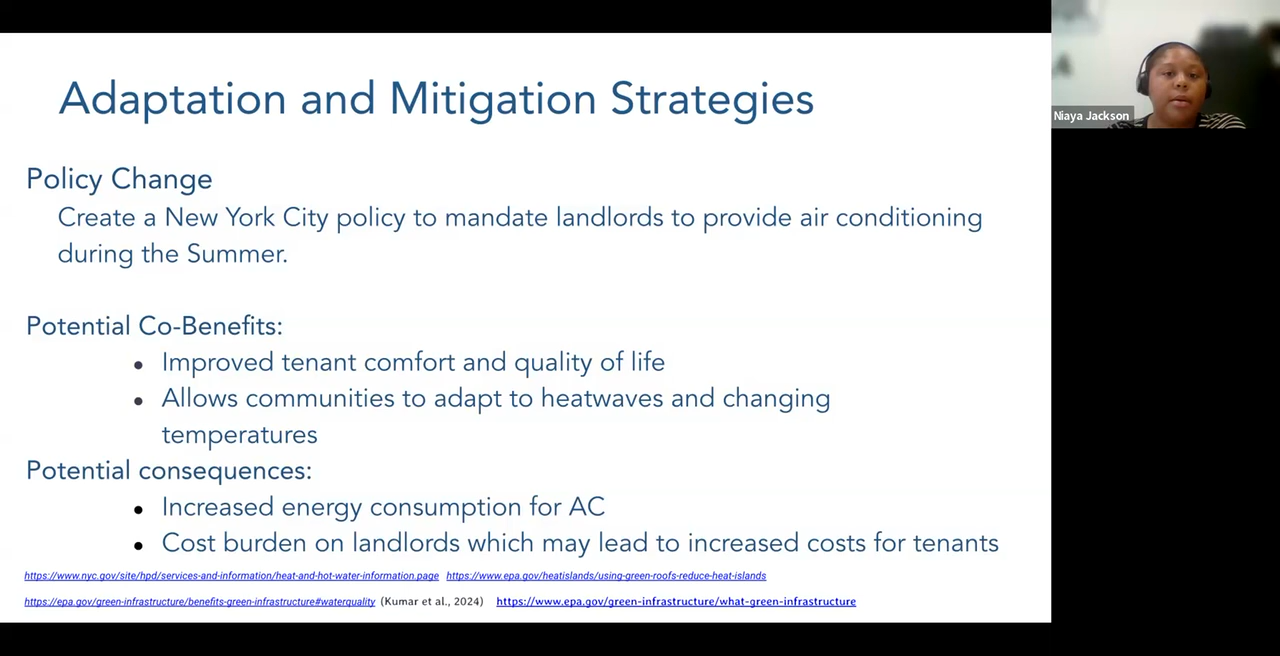 Adaptation and Mitigation Strategies
Niaya Jackson
Policy Change
Create a New York City policy to mandate landlords to provide air conditioning
during the Summer.
Potential Co-Benefits:
● Improved tenant comfort and quality of life
● Allows communities to adapt to heatwaves and changing
temperatures
Potential consequences:
● Increased energy consumption for AC
● Cost burden on landlords which may lead to increased costs for tenants
https://www.nyc.gov/site/hpd/services-and-information/heat-and-hot-water-information.page https://www.epa.gov/heatislands/using-green-roofs-reduce-heat-islands
https://epa.gov/green-infrastructure/benefits-green-infrastructure#waterquality (Kumar et al., 2024) https://www.epa.gov/green-infrastructure/what-green-infrastructure